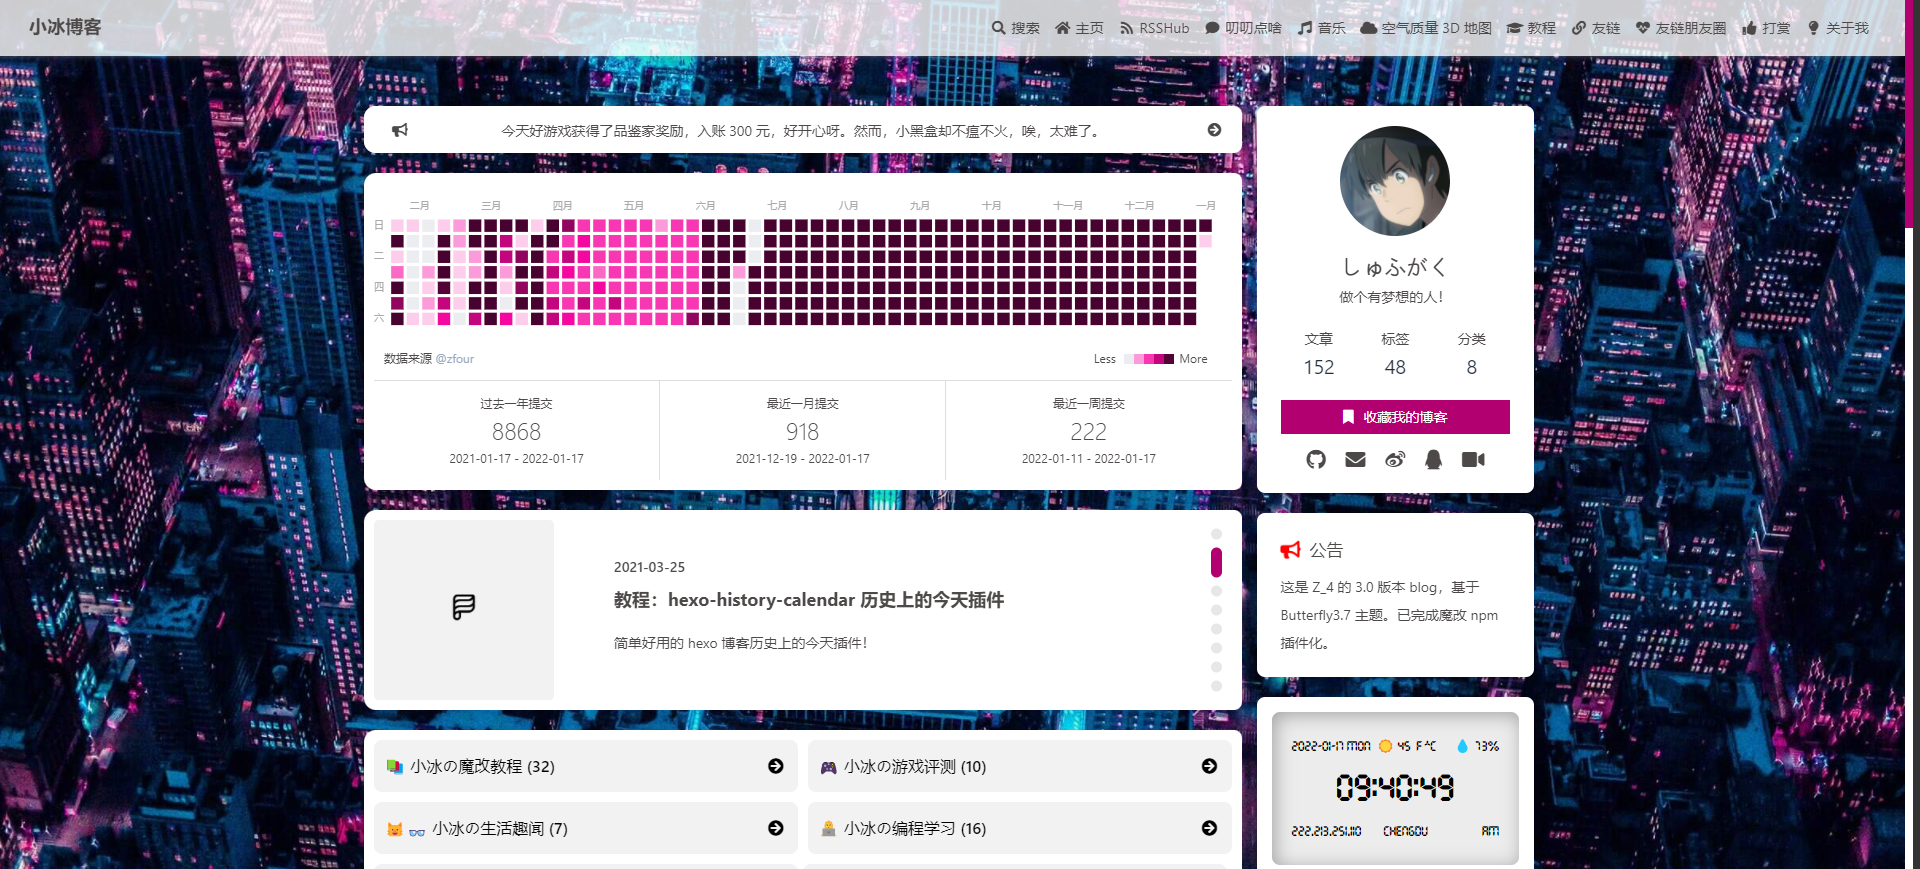 小冰博客
搜索 主页 RSSHub 叨叨点啥 音乐 空气质量 3D 地图 教程 友链 友链朋友圈 打赏 关于我
今天好游戏获得了品鉴家奖励，入账 300 元，好开心呀。然而，小黑盒却不瘟不火，唉，太难了。
二月 三月 四月 五月 六月 七月 八月 九月 十月 十一月 十二月 一月
日
二
四
六
数据来源 @zfour
Less More
过去一年提交
8868
2021-01-17 - 2022-01-17
最近一月提交
918
2021-12-19 - 2022-01-17
最近一周提交
222
2022-01-11 - 2022-01-17
2021-03-25
教程：hexo-history-calendar 历史上的今天插件
简单好用的 hexo 博客历史上的今天插件！
小冰の魔改教程 (32)
小冰の游戏评测 (10)
小冰の生活趣闻 (7)
小冰の编程学习 (16)
しゅふがく
做个有梦想的人！
文章 标签 分类
152 48 8
收藏我的博客
公告
这是 Z_4 的 3.0 版本 blog，基于
Butterfly3.7 主题。已完成魔改 npm
插件化。
2022-01-17 MON 45 F °C 73%
09:40:49
222.213.251.110 CHENGDU AM